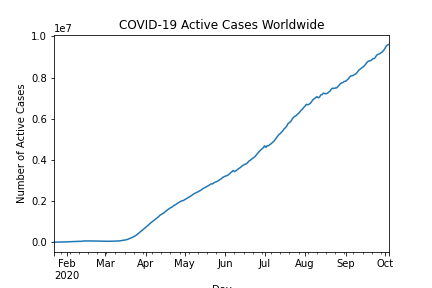 COVID-19 Active Cases Worldwide
1e7
1.0
0.8
0.6
0.4
0.2
0.0
Number of Active Cases
Feb Mar Apr May Jun Jul Aug Sep Oct
2020